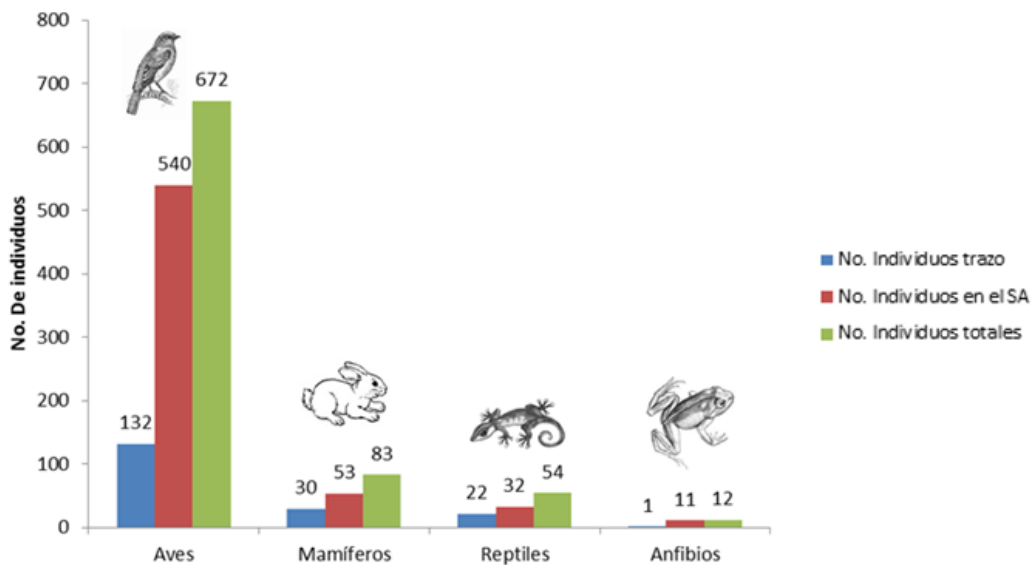 800
700
600
500
400
300
200
100
0
No. De individuos
132
540
672
30
53
83
22
32
54
1
11
12
Aves
Mamíferos
Reptiles
Anfibios
No. Individuos trazo
No. Individuos en el SA
No. Individuos totales